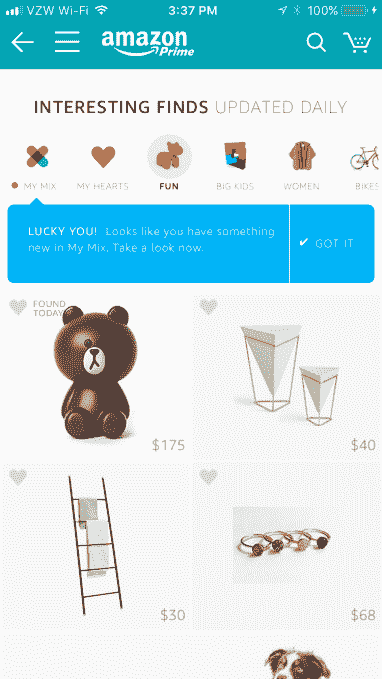 VZW Wi-Fi 3:37 PM 100%
amazon
Prime
INTERESTING FINDS UPDATED DAILY
MY MIX MY HEARTS FUN BIG KIDS WOMEN BIKES
LUCKY YOU! Looks like you have something
new in My Mix. Take a look now.
✔ GOT IT
FOUND
TODAY
$175
$40
$30
$68